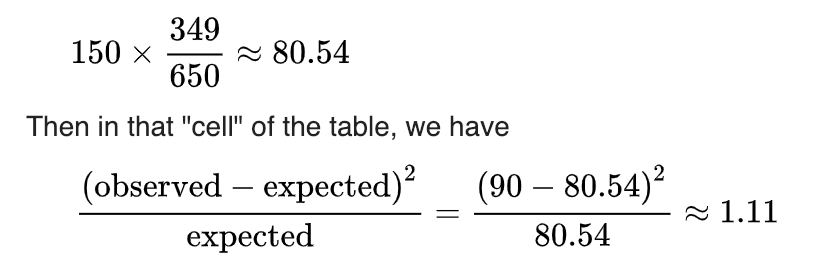 150 × 349/650 ≈ 80.54
Then in that "cell" of the table, we have
(observed − expected)²/expected = (90 − 80.54)²/80.54 ≈ 1.11